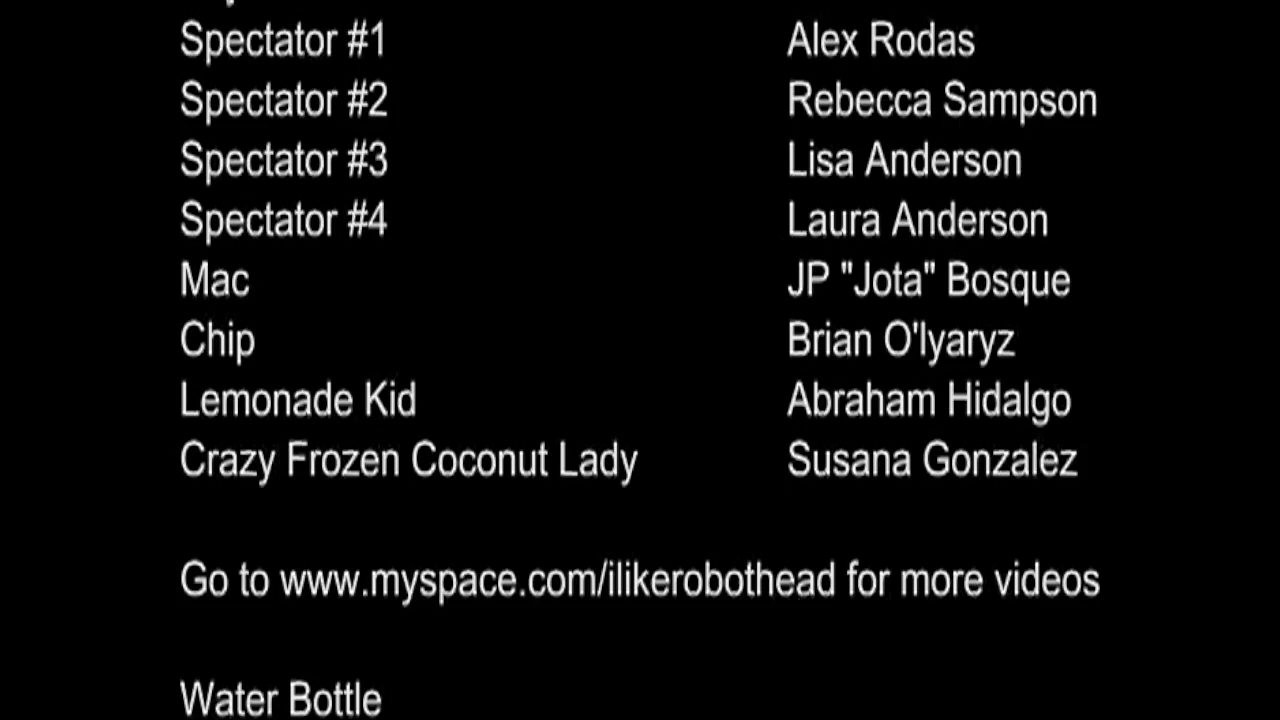 Spectator #1 Alex Rodas
Spectator #2 Rebecca Sampson
Spectator #3 Lisa Anderson
Spectator #4 Laura Anderson
Mac JP "Jota" Bosque
Chip Brian O'lyaryz
Lemonade Kid Abraham Hidalgo
Crazy Frozen Coconut Lady Susana Gonzalez
Go to www.myspace.com/ilikerobothead for more videos
Water Bottle